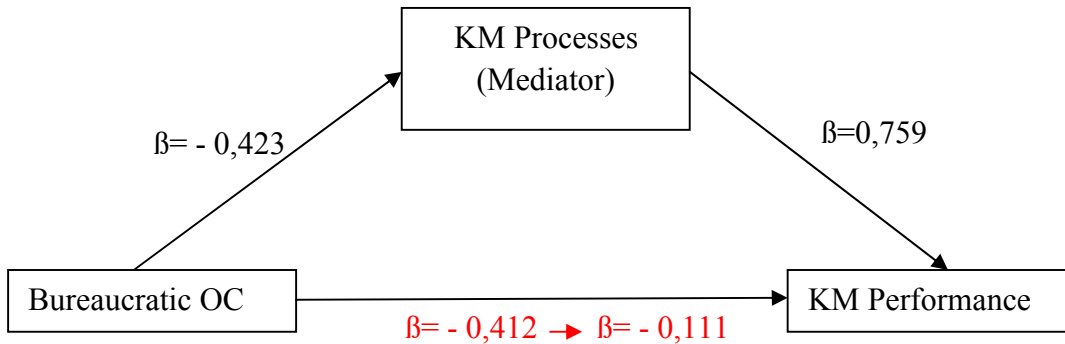 KM Processes
(Mediator)
ß= - 0,423
ß=0,759
Bureaucratic OC
KM Performance
ß= - 0,412 → ß= - 0,111